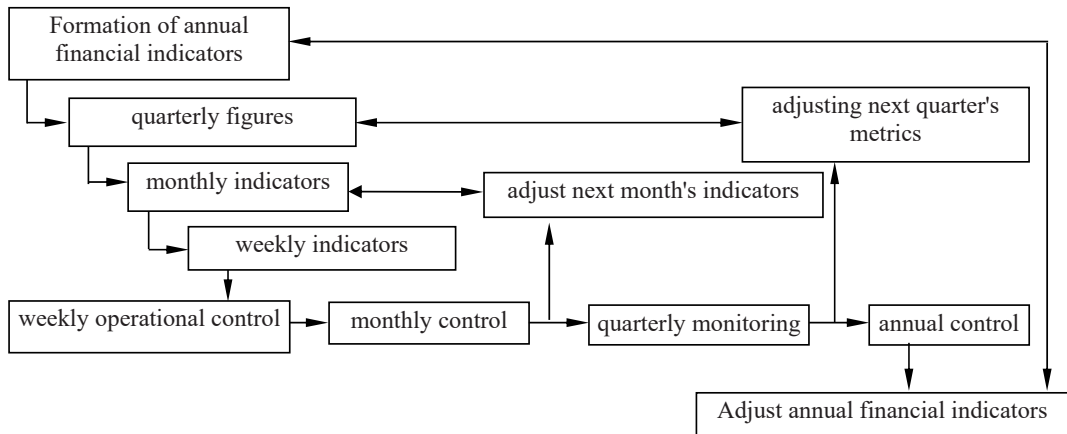 Formation of annual
financial indicators
quarterly figures
adjusting next quarter's
metrics
monthly indicators
adjust next month's indicators
weekly indicators
weekly operational control
monthly control
quarterly monitoring
annual control
Adjust annual financial indicators